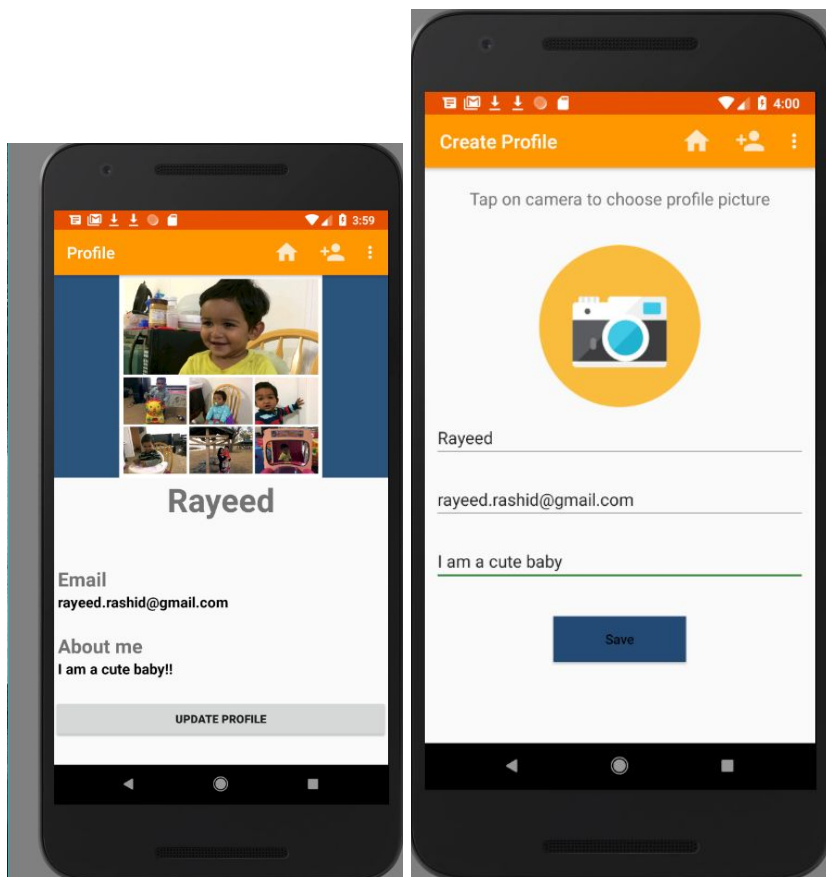 3:59
Profile
Rayeed
Email
rayeed.rashid@gmail.com
About me
I am a cute baby!!
UPDATE PROFILE
4:00
Create Profile
Tap on camera to choose profile picture
Rayeed
rayeed.rashid@gmail.com
I am a cute baby
Save